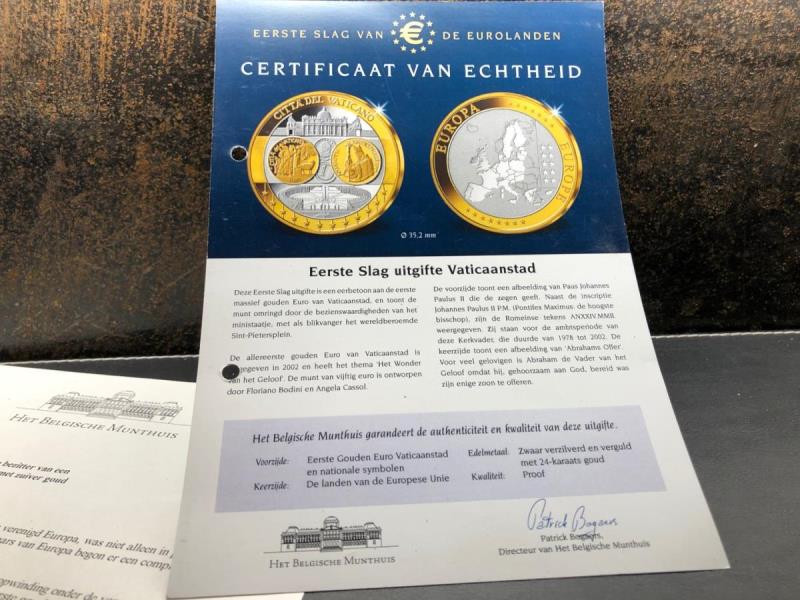 EERSTE SLAG VAN € DE EUROLANDEN
CERTIFICAAT VAN ECHTHEID
CITTÀ DEL VATICANO
EUROPA
EUROPE
Ø 35,2 mm
Eerste Slag uitgifte Vaticaanstad
Deze Eerste Slag uitgifte is een eerbetoon aan de eerste
massief gouden Euro van Vaticaanstad, en toont de
munt omringd door de bezienswaardigheden van het
ministaatje, met als blikvanger het wereldberoemde
Sint-Pietersplein.
De allereerste gouden Euro van Vaticaanstad is
gegeven in 2002 en heeft het thema 'Het Wonder
van het Geloof'. De munt van vijftig euro is ontworpen
door Floriano Bodini en Angela Cassol.
De voorzijde toont een afbeelding van Paus Johannes
Paulus II die de zegen geeft. Naast de inscriptie
Johannes Paulus II P.M. (Pontifex Maximus: de hoogste
bisschop), zijn de Romeinse tekens ANXXIV.MMII.
weergegeven. Zij staan voor de ambtsperiode van
deze Kerkvader, die duurde van 1978 tot 2002. De
keerzijde toont een afbeelding van 'Abrahams Offer'.
Voor veel gelovigen is Abraham de Vader van het
Geloof omdat hij, gehoorzaam aan God, bereid was
zijn enige zoon te offeren.
Het Belgische Munthuis garandeert de authenticiteit en kwaliteit van deze uitgifte.
Voorzijde: Eerste Gouden Euro Vaticaanstad
en nationale symbolen
Keerzijde: De landen van de Europese Unie
Edelmetaal: Zwaar verzilverd en verguld
met 24-karaats goud
Kwaliteit: Proof
HET BELGISCHE MUNTHUIS
Patrick Bogaers
Patrick Bogaers,
Directeur van Het Belgische Munthuis
HET BELGISCHE MUNTHUIS
bezitter van een
met zuiver goud
verenigd Europa, was niet alleen in
ars van Europa begon er een comp
opwinding onder de